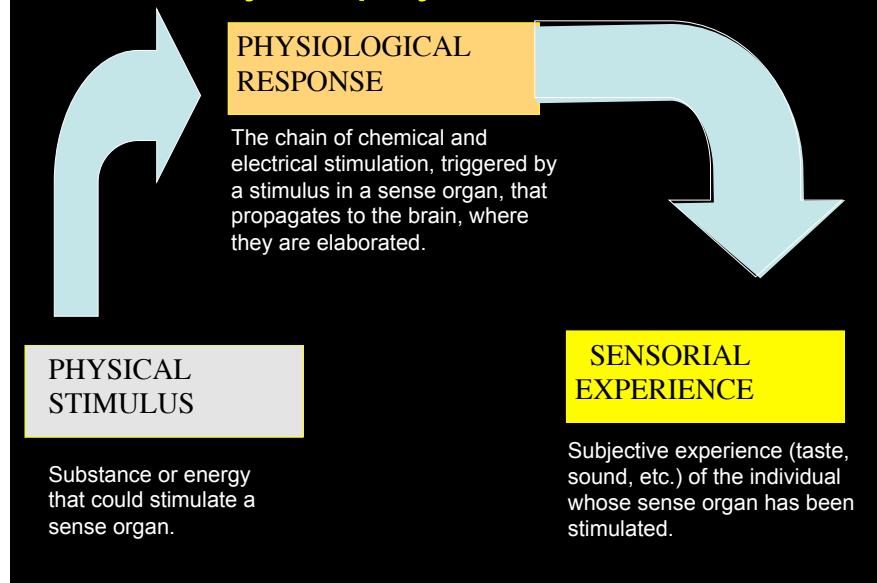 PHYSIOLOGICAL
RESPONSE
The chain of chemical and
electrical stimulation, triggered by
a stimulus in a sense organ, that
propagates to the brain, where
they are elaborated.
PHYSICAL
STIMULUS
Substance or energy
that could stimulate a
sense organ.
SENSORIAL
EXPERIENCE
Subjective experience (taste,
sound, etc.) of the individual
whose sense organ has been
stimulated.